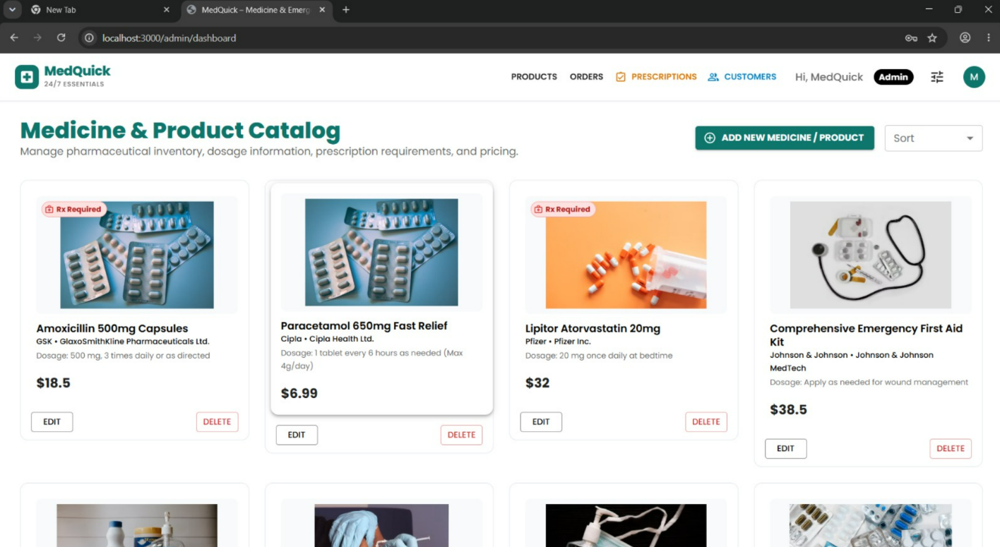 New Tab
MedQuick – Medicine & Emerg
localhost:3000/admin/dashboard
MedQuick
24/7 ESSENTIALS
PRODUCTS
ORDERS
PRESCRIPTIONS
CUSTOMERS
Hi, MedQuick
Admin
M
Medicine & Product Catalog
Manage pharmaceutical inventory, dosage information, prescription requirements, and pricing.
ADD NEW MEDICINE / PRODUCT
Sort
Rx Required
Amoxicillin 500mg Capsules
GSK • GlaxoSmithKline Pharmaceuticals Ltd.
Dosage: 500 mg, 3 times daily or as directed
$18.5
EDIT
DELETE
Paracetamol 650mg Fast Relief
Cipla • Cipla Health Ltd.
Dosage: 1 tablet every 6 hours as needed (Max
4g/day)
$6.99
EDIT
DELETE
Rx Required
Lipitor Atorvastatin 20mg
Pfizer • Pfizer Inc.
Dosage: 20 mg once daily at bedtime
$32
EDIT
DELETE
Comprehensive Emergency First Aid
Kit
Johnson & Johnson • Johnson & Johnson
MedTech
Dosage: Apply as needed for wound management
$38.5
EDIT
DELETE